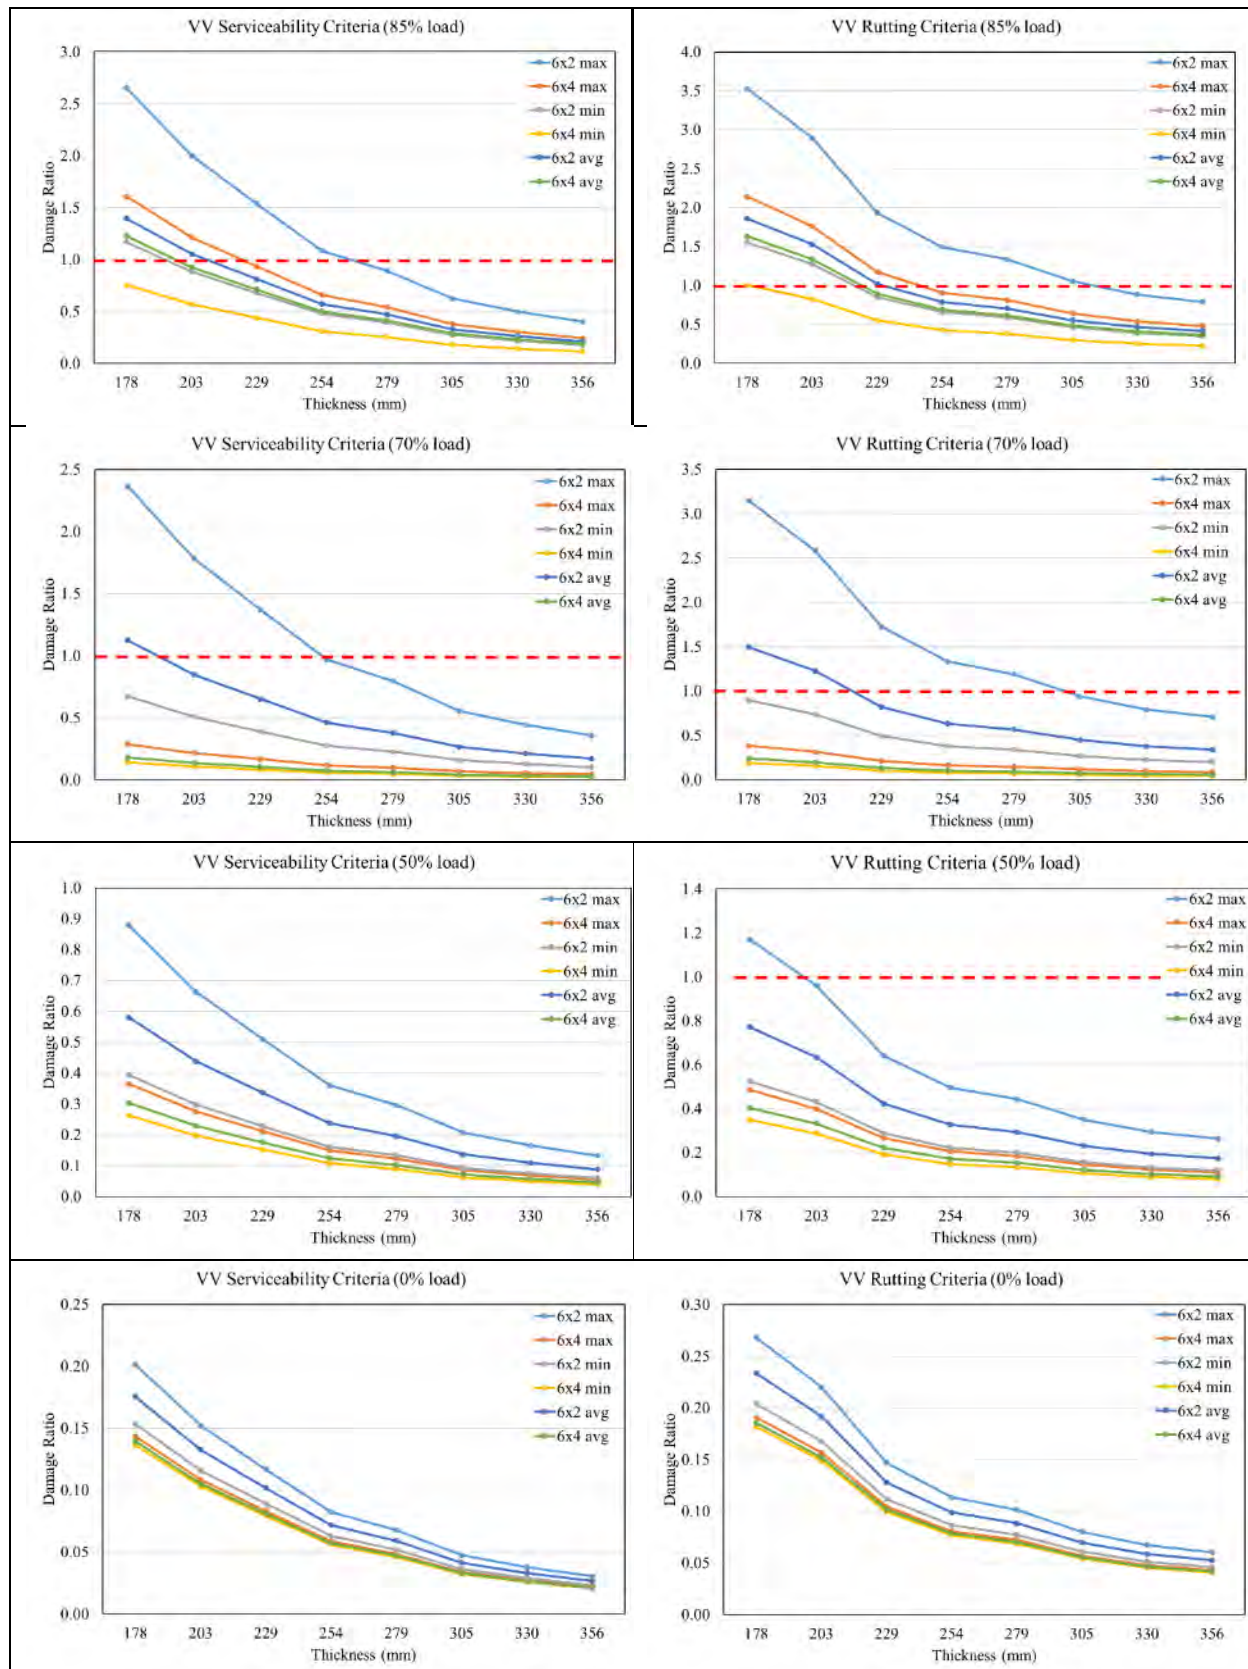 VV Serviceability Criteria (85% load)
3.0
2.5
2.0
1.5
1.0
0.5
0.0
Damage Ratio
6x2 max
6x4 max
6x2 min
6x4 min
6x2 avg
6x4 avg
178 203 229 254 279 305 330 356
Thickness (mm)
VV Rutting Criteria (85% load)
4.0
3.5
3.0
2.5
2.0
1.5
1.0
0.5
0.0
Damage Ratio
6x2 max
6x4 max
6x2 min
6x4 min
6x2 avg
6x4 avg
178 203 229 254 279 305 330 356
Thickness (mm)
VV Serviceability Criteria (70% load)
2.5
2.0
1.5
1.0
0.5
0.0
Damage Ratio
6x2 max
6x4 max
6x2 min
6x4 min
6x2 avg
6x4 avg
178 203 229 254 279 305 330 356
Thickness (mm)
VV Rutting Criteria (70% load)
3.5
3.0
2.5
2.0
1.5
1.0
0.5
0.0
Damage Ratio
6x2 max
6x4 max
6x2 min
6x4 min
6x2 avg
6x4 avg
178 203 229 254 279 305 330 356
Thickness (mm)
VV Serviceability Criteria (50% load)
1.0
0.9
0.8
0.7
0.6
0.5
0.4
0.3
0.2
0.1
0.0
Damage Ratio
6x2 max
6x4 max
6x2 min
6x4 min
6x2 avg
6x4 avg
178 203 229 254 279 305 330 356
Thickness (mm)
VV Rutting Criteria (50% load)
1.4
1.2
1.0
0.8
0.6
0.4
0.2
0.0
Damage Ratio
6x2 max
6x4 max
6x2 min
6x4 min
6x2 avg
6x4 avg
178 203 229 254 279 305 330 356
Thickness (mm)
VV Serviceability Criteria (0% load)
0.25
0.20
0.15
0.10
0.05
0.00
Damage Ratio
6x2 max
6x4 max
6x2 min
6x4 min
6x2 avg
6x4 avg
178 203 229 254 279 305 330 356
Thickness (mm)
VV Rutting Criteria (0% load)
0.30
0.25
0.20
0.15
0.10
0.05
0.00
Damage Ratio
6x2 max
6x4 max
6x2 min
6x4 min
6x2 avg
6x4 avg
178 203 229 254 279 305 330 356
Thickness (mm)